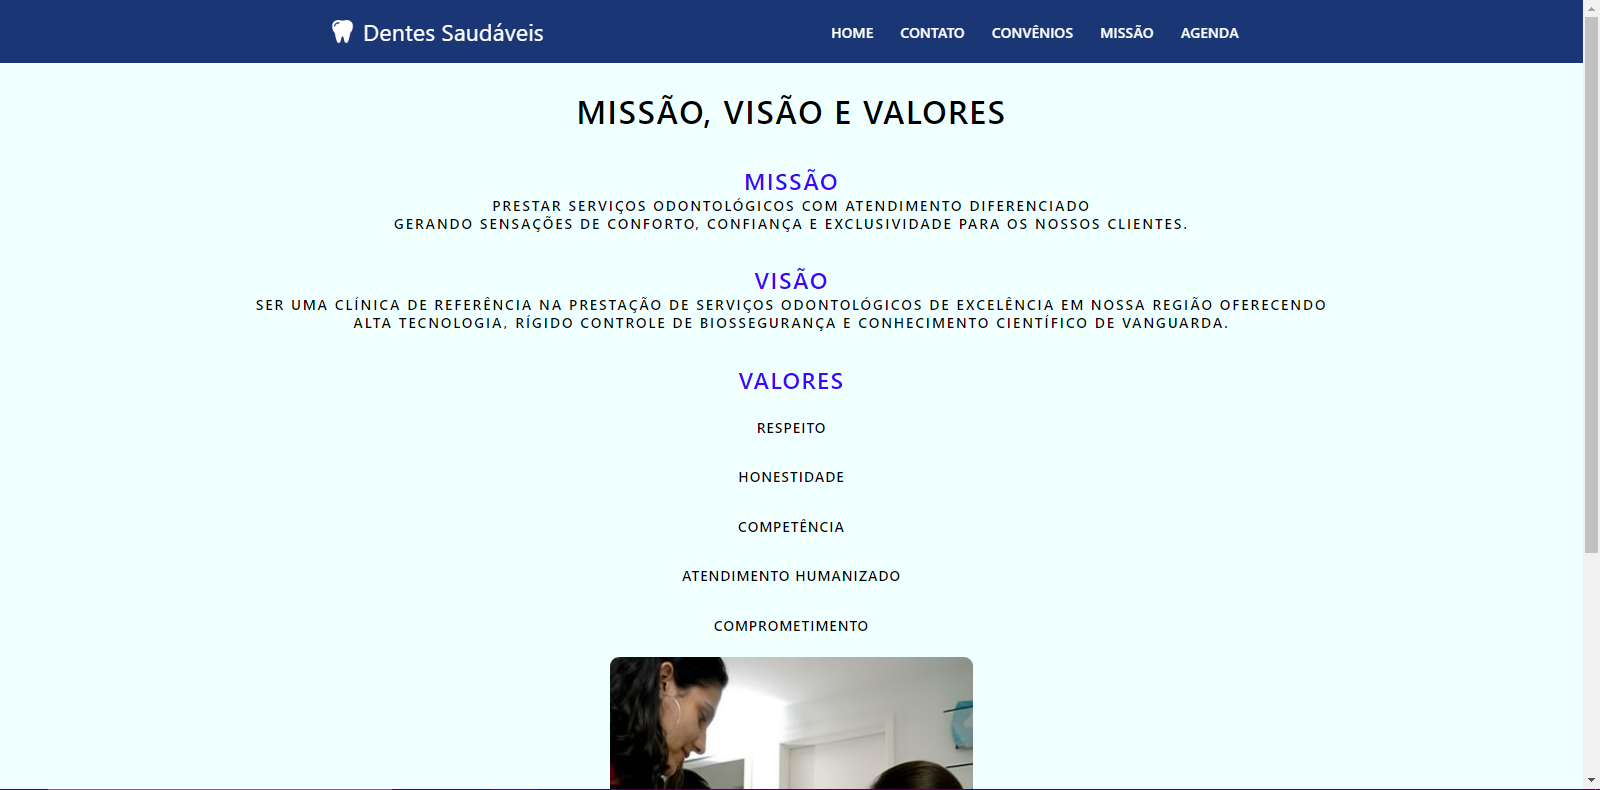 Dentes Saudáveis
HOME CONTATO CONVÊNIOS MISSÃO AGENDA
MISSÃO, VISÃO E VALORES
MISSÃO
PRESTAR SERVIÇOS ODONTOLÓGICOS COM ATENDIMENTO DIFERENCIADO
GERANDO SENSAÇÕES DE CONFORTO, CONFIANÇA E EXCLUSIVIDADE PARA OS NOSSOS CLIENTES.
VISÃO
SER UMA CLÍNICA DE REFERÊNCIA NA PRESTAÇÃO DE SERVIÇOS ODONTOLÓGICOS DE EXCELÊNCIA EM NOSSA REGIÃO OFERECENDO
ALTA TECNOLOGIA, RÍGIDO CONTROLE DE BIOSSEGURANÇA E CONHECIMENTO CIENTÍFICO DE VANGUARDA.
VALORES
RESPEITO
HONESTIDADE
COMPETÊNCIA
ATENDIMENTO HUMANIZADO
COMPROMETIMENTO